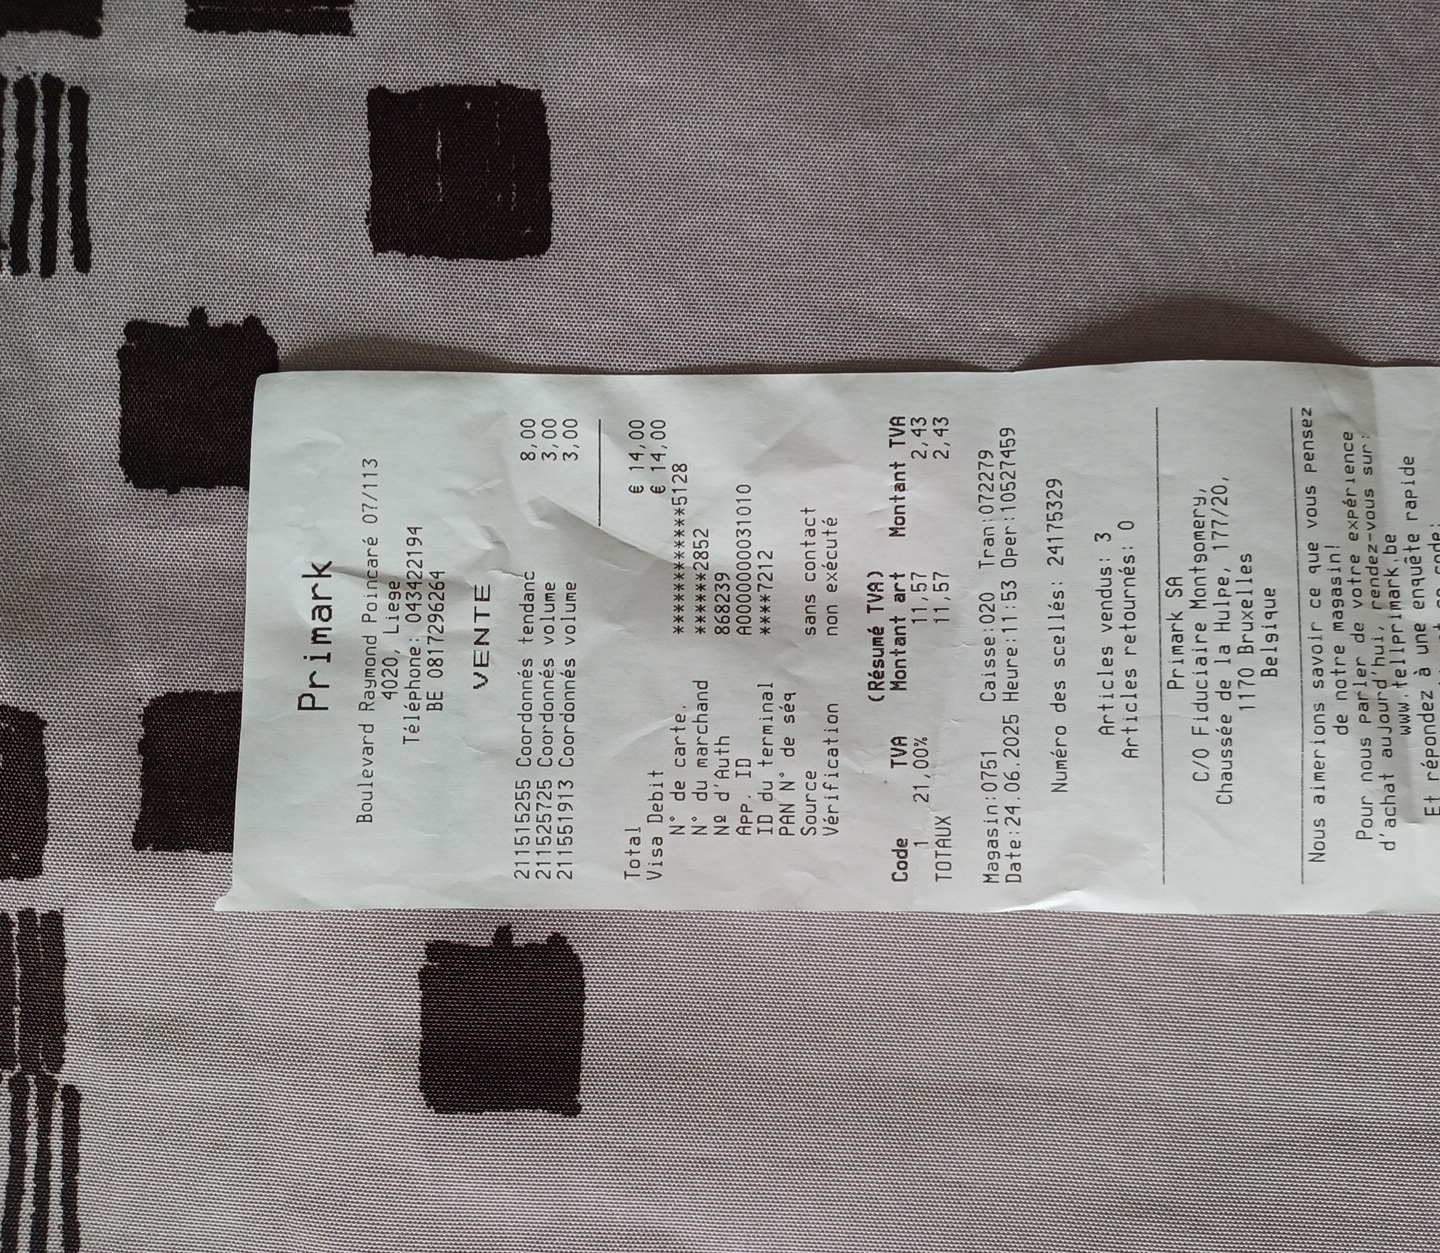 Primark
Boulevard Raymond Poincaré 07/113
4020, Liege
Téléphone: 043422194
BE 0817296264
VENTE
211515255 Coordonnés tendanc 8,00
211525725 Coordonnés volume 3,00
211551913 Coordonnés volume 3,00
Total € 14,00
Visa Debit € 14,00
N° de carte. ************5128
N° du marchand ******2852
Nº d'Auth 868239
App. ID A0000000031010
ID du terminal ****7212
PAN N° de séq
Source sans contact
Vérification non exécuté
(Résumé TVA)
Code TVA Montant art Montant TVA
1 21,00% 11,57 2,43
TOTAUX 11,57 2,43
Magasin:0751 Caisse:020 Tran:072279
Date:24.06.2025 Heure:11:53 Oper:10527459
Numéro des scellés: 24175329
Articles vendus: 3
Articles retournés: 0
Primark SA
C/O Fiduciaire Montgomery,
Chaussée de la Hulpe, 177/20,
1170 Bruxelles
Belgique
Nous aimerions savoir ce que vous pensez
de notre magasin!
Pour nous parler de votre expérience
d'achat aujourd'hui, rendez-vous sur:
www.tellprimark.be
Et répondez à une enquête rapide
code: